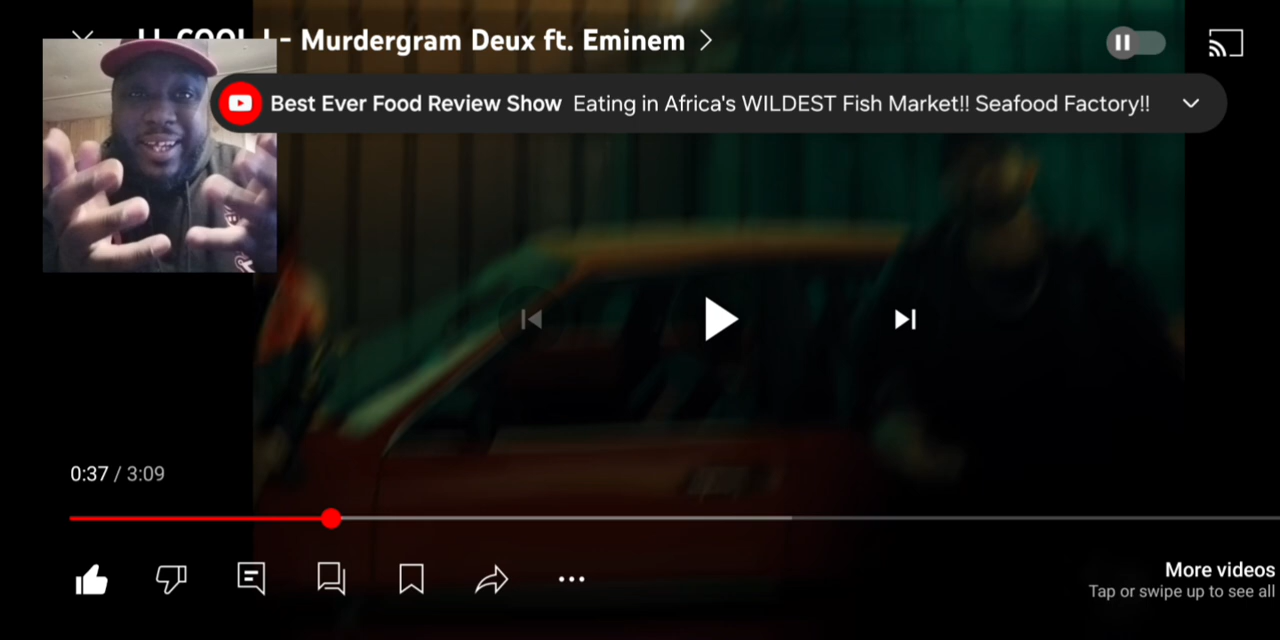 - Murdergram Deux ft. Eminem
Best Ever Food Review Show Eating in Africa's WILDEST Fish Market!! Seafood Factory!!
0:37 / 3:09
More videos
Tap or swipe up to see all